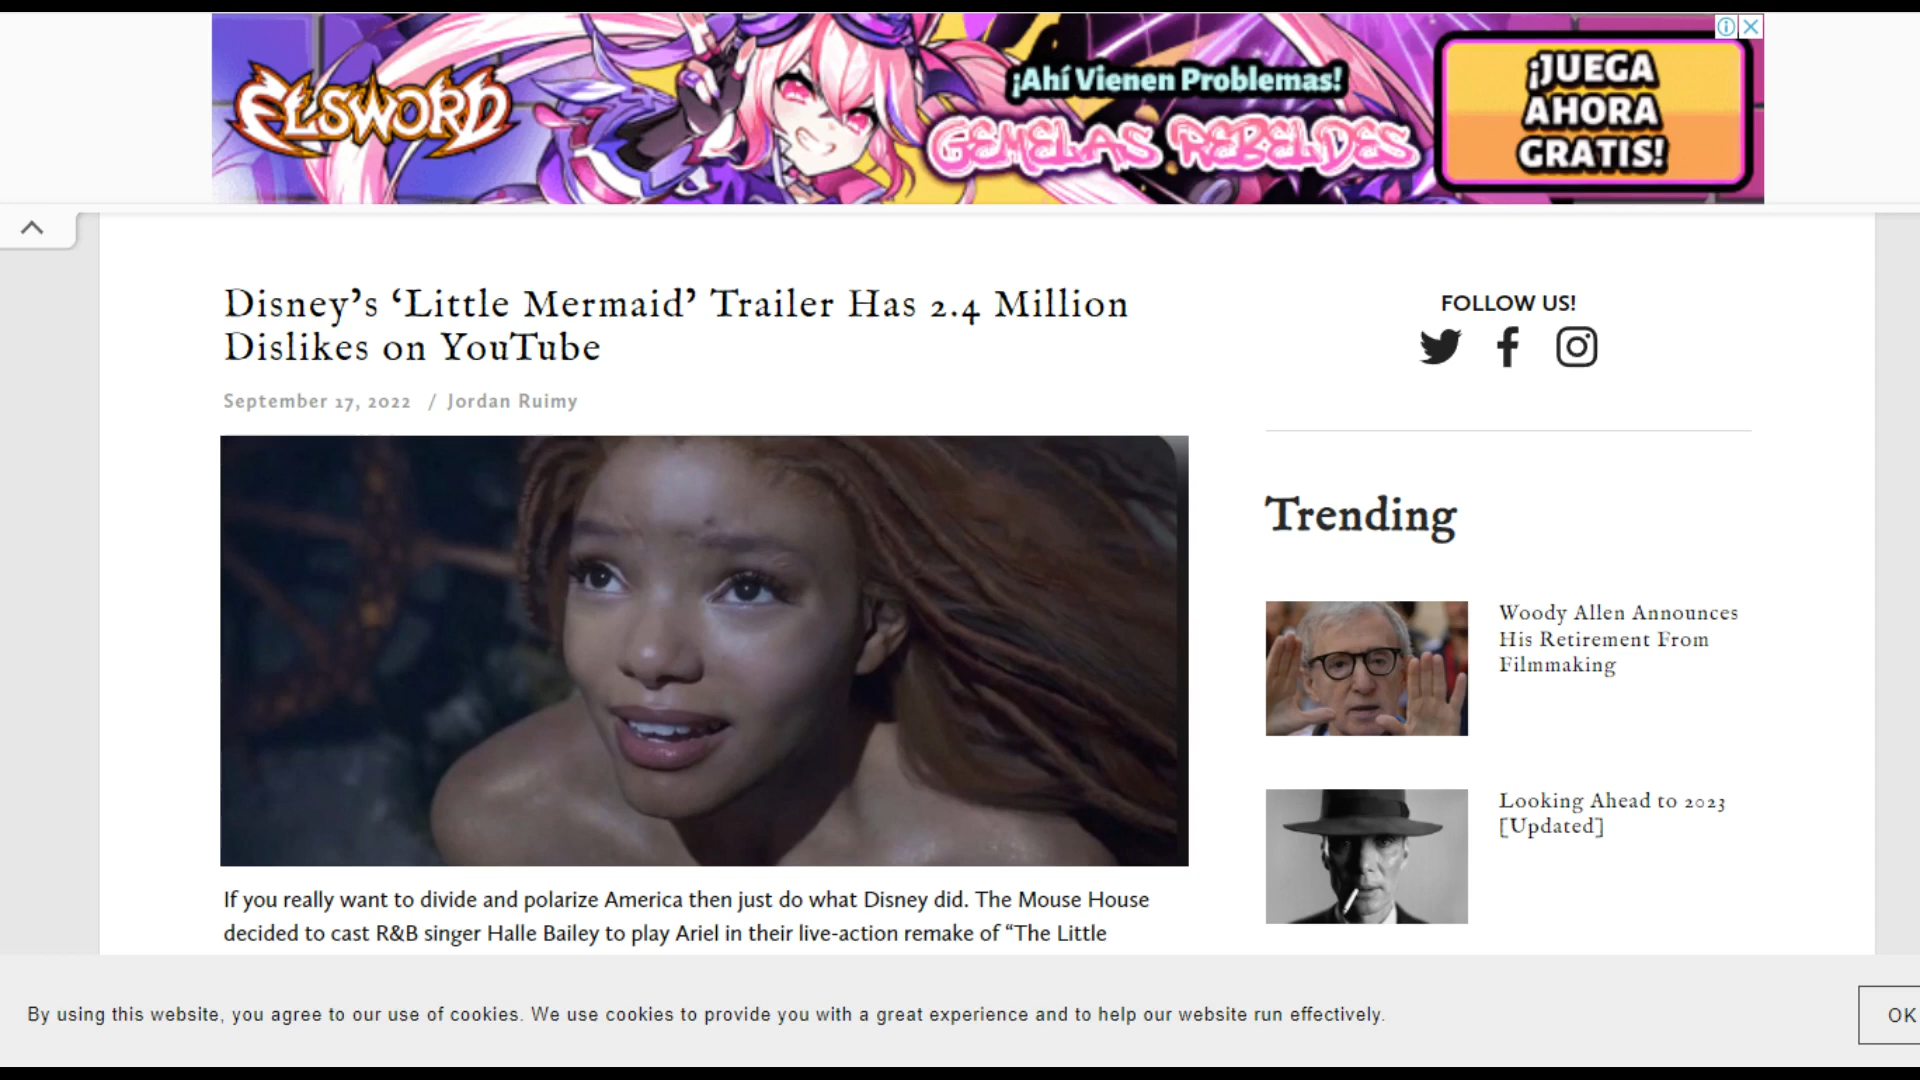 ELSWORD
¡Ahí Vienen Problemas!
GEMELAS REBELDES
¡JUEGA
AHORA
GRATIS!
Disney’s ‘Little Mermaid’ Trailer Has 2.4 Million
Dislikes on YouTube
September 17, 2022 / Jordan Ruimy
If you really want to divide and polarize America then just do what Disney did. The Mouse House
decided to cast R&B singer Halle Bailey to play Ariel in their live-action remake of “The Little
FOLLOW US!
Trending
Woody Allen Announces
His Retirement From
Filmmaking
Looking Ahead to 2023
[Updated]
By using this website, you agree to our use of cookies. We use cookies to provide you with a great experience and to help our website run effectively.
OK